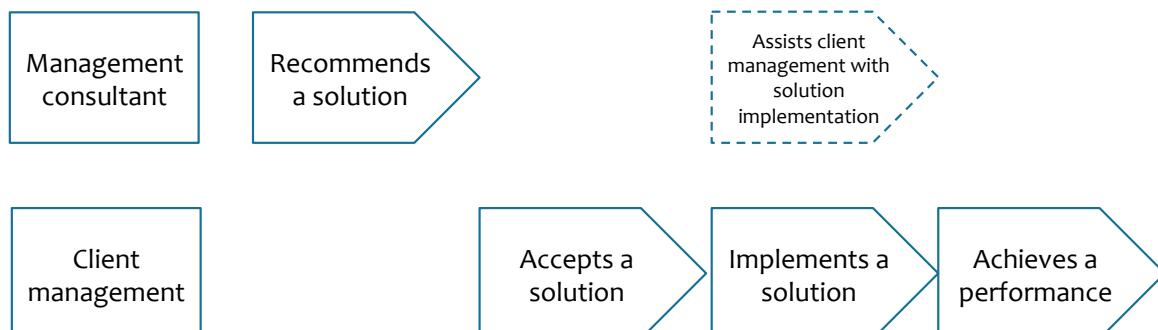 Management
consultant
Recommends
a solution
Assists client
management with
solution
implementation
Client
management
Accepts a
solution
Implements a
solution
Achieves a
performance